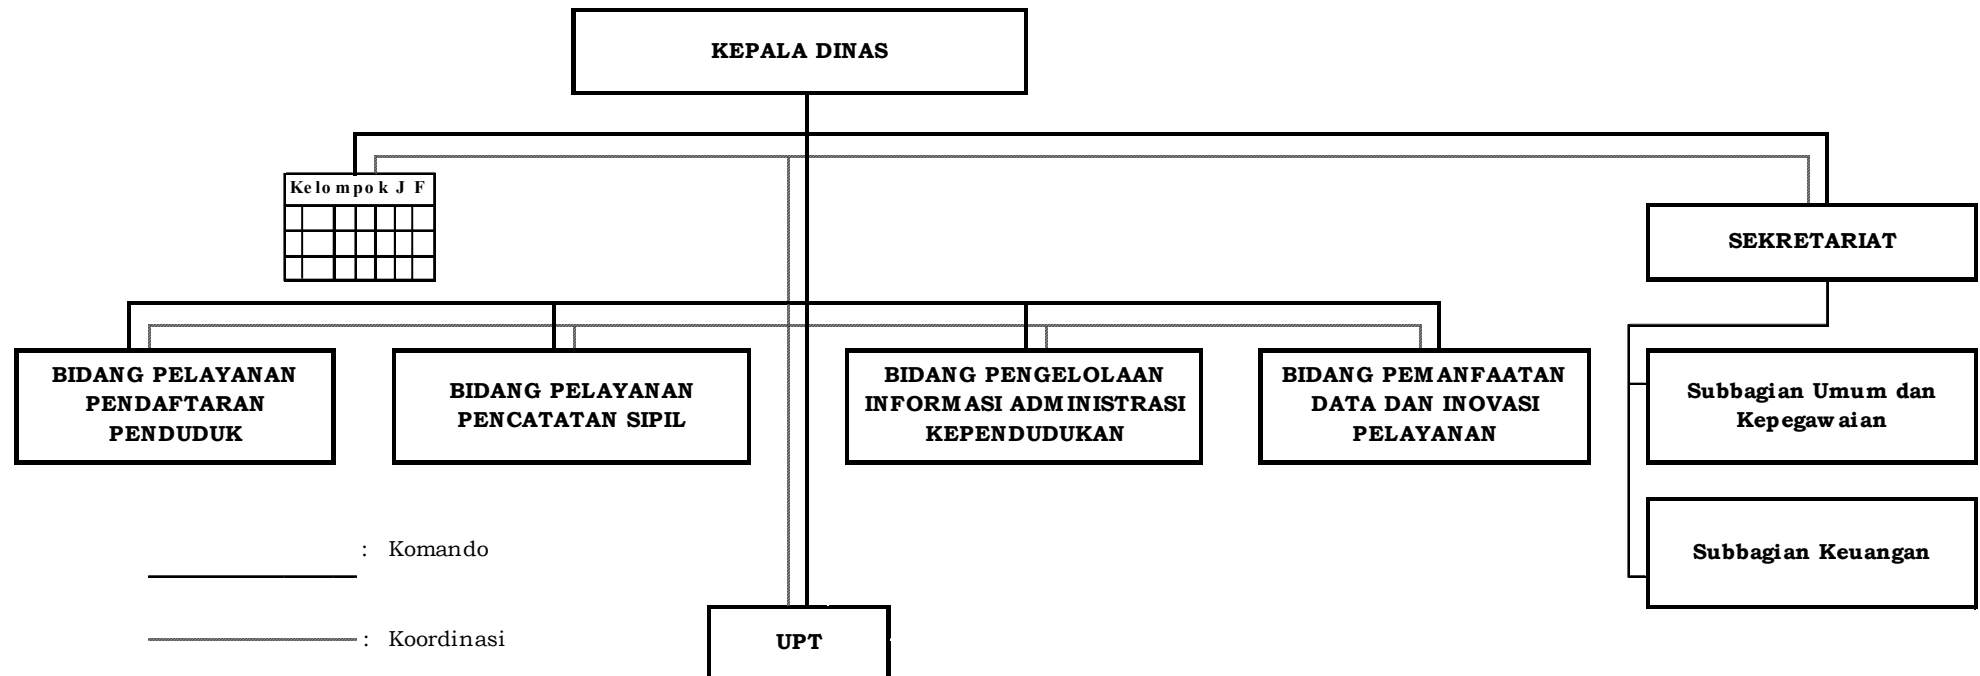 KEPALA DINAS
Kelompok J F
SEKRETARIAT
BIDANG PELAYANAN
PENDAFTARAN
PENDUDUK
BIDANG PELAYANAN
PENCATATAN SIPIL
BIDANG PENGELOLAAN
INFORMASI ADMINISTRASI
KEPENDUDUKAN
BIDANG PEMANFAATAN
DATA DAN INOVASI
PELAYANAN
Subbagian Umum dan
Kepegawaian
Subbagian Keuangan
: Komando
: Koordinasi
UPT